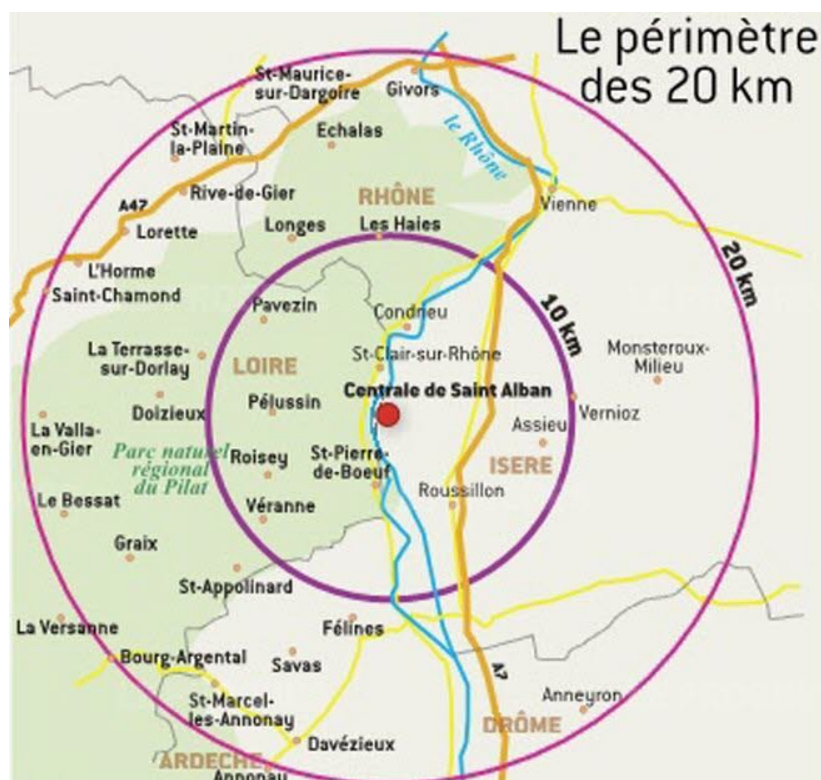 Le périmètre
des 20 km
St-Maurice-
sur-Dargoire
Givors
St-Martin-
la-Plaine
Echalas
le Rhône
Rive-de-Gier
RHÔNE
Vienne
A47
Lorette
Longes
Les Haies
L'Horme
Saint-Chamond
20 km
Pavezin
Condrieu
10 km
La Terrasse-
sur-Dorlay
LOIRE
St-Clair-sur-Rhône
Monsteroux-
Milieu
Centrale de Saint Alban
Doizieux
Pélussin
Vernioz
La Valla-
en-Gier
Assieu
Parc naturel
régional
du Pilat
Roisey
St-Pierre-
de-Boeuf
ISERE
Le Bessat
Véranne
Roussillon
Graix
St-Appolinard
La Versanne
Félines
Bourg-Argental
Savas
A7
St-Marcel-
les-Annonay
Anneyron
DRÔME
Davézieux
ARDECHE
Annonay